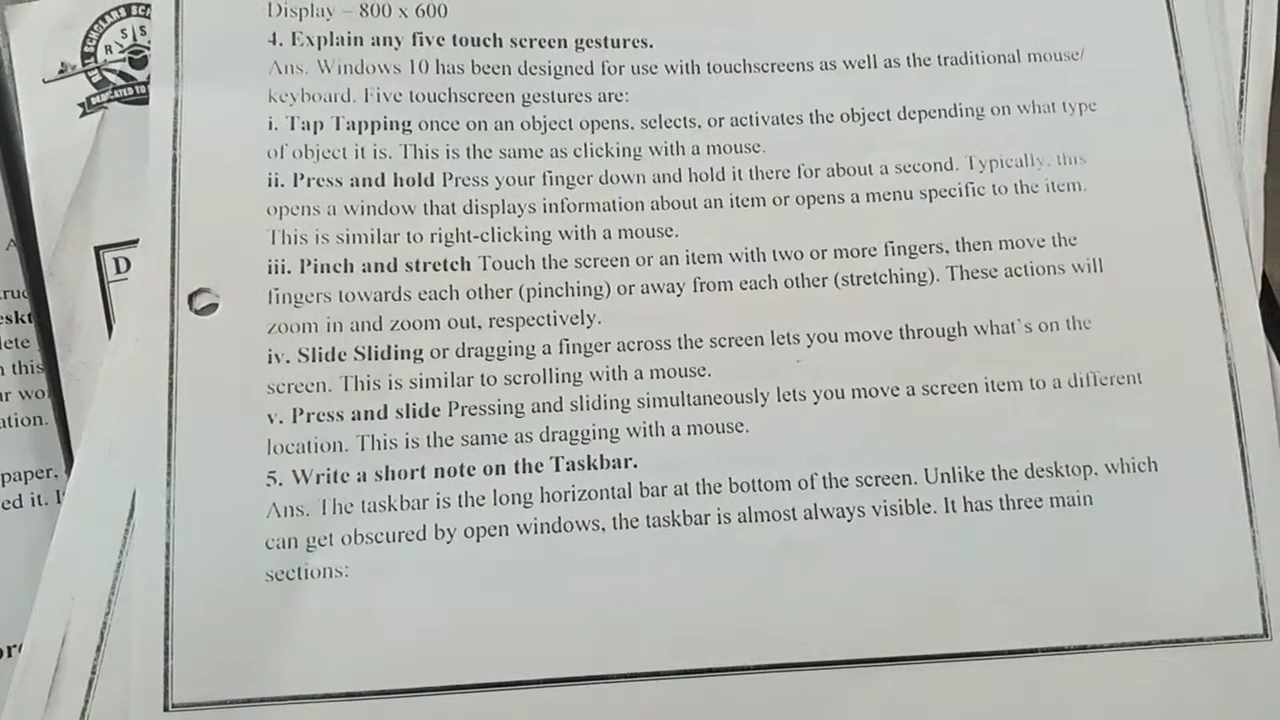 Display – 800 x 600
4. Explain any five touch screen gestures.
Ans. Windows 10 has been designed for use with touchscreens as well as the traditional mouse/
keyboard. Five touchscreen gestures are:
i. Tap Tapping once on an object opens, selects, or activates the object depending on what type
of object it is. This is the same as clicking with a mouse.
ii. Press and hold Press your finger down and hold it there for about a second. Typically, this
opens a window that displays information about an item or opens a menu specific to the item.
This is similar to right-clicking with a mouse.
iii. Pinch and stretch Touch the screen or an item with two or more fingers, then move the
fingers towards each other (pinching) or away from each other (stretching). These actions will
zoom in and zoom out, respectively.
iv. Slide Sliding or dragging a finger across the screen lets you move through what`s on the
screen. This is similar to scrolling with a mouse.
v. Press and slide Pressing and sliding simultaneously lets you move a screen item to a different
location. This is the same as dragging with a mouse.
5. Write a short note on the Taskbar.
Ans. The taskbar is the long horizontal bar at the bottom of the screen. Unlike the desktop, which
can get obscured by open windows, the taskbar is almost always visible. It has three main
sections:
SCHOLARS
R S S
DEDICATED TO
D
A
this
ation.
paper,
ed it.